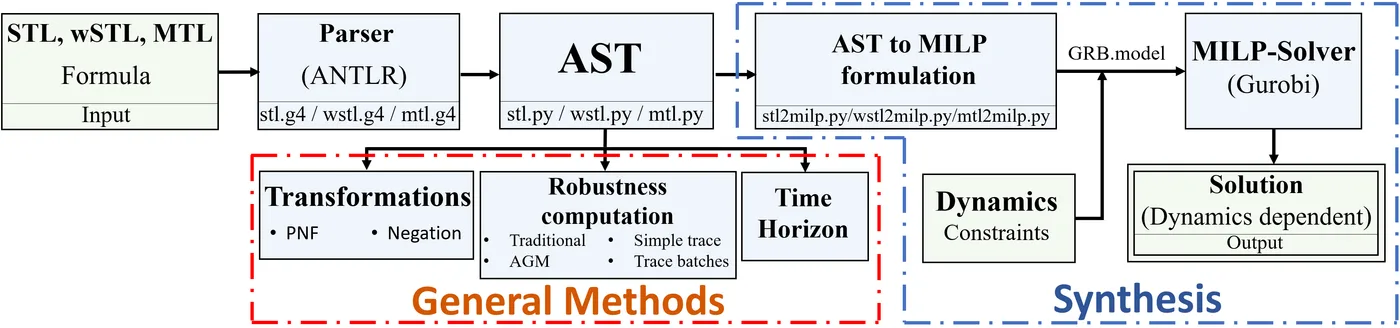 STL, wSTL, MTL
Formula
Input
Parser
(ANTLR)
stl.g4 / wstl.g4 / mtl.g4
AST
stl.py / wstl.py / mtl.py
AST to MILP
formulation
stl2milp.py/wstl2milp.py/mtl2milp.py
GRB.model
MILP-Solver
(Gurobi)
Transformations
• PNF • Negation
Robustness
computation
• Traditional • Simple trace
• AGM • Trace batches
Time
Horizon
General Methods
Dynamics
Constraints
Solution
(Dynamics dependent)
Output
Synthesis